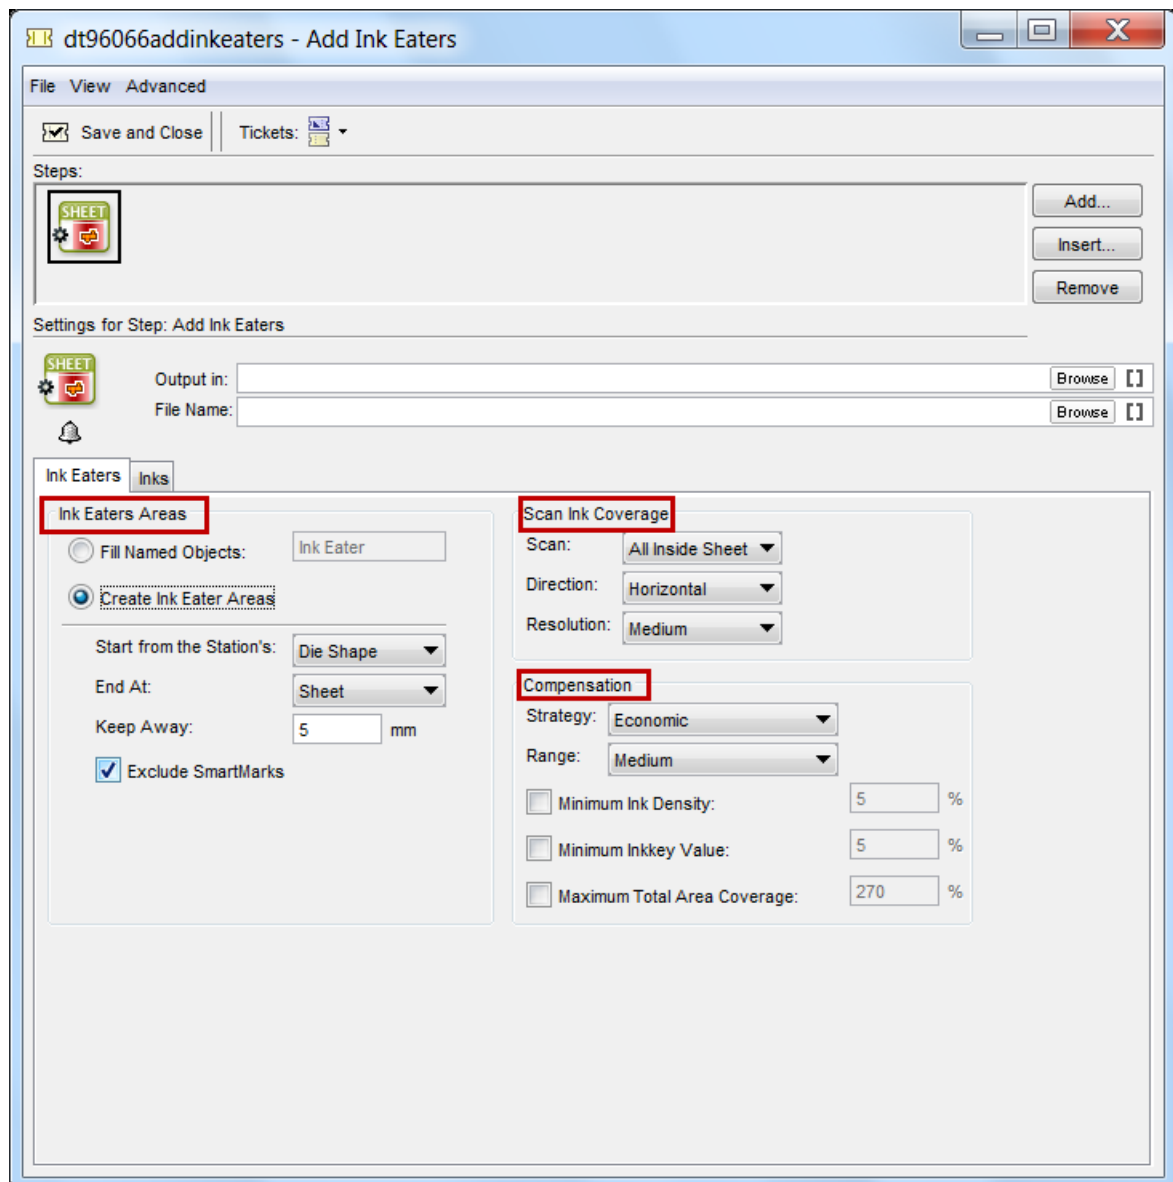 dt96066addinkeaters - Add Ink Eaters
File View Advanced
Save and Close Tickets:
Steps:
SHEET
Add...
Insert...
Remove
Settings for Step: Add Ink Eaters
SHEET
Output in: Browse []
File Name: Browse []
Ink Eaters Inks
Ink Eaters Areas
Fill Named Objects: Ink Eater
Create Ink Eater Areas
Start from the Station's: Die Shape
End At: Sheet
Keep Away: 5 mm
Exclude SmartMarks
Scan Ink Coverage
Scan: All Inside Sheet
Direction: Horizontal
Resolution: Medium
Compensation
Strategy: Economic
Range: Medium
Minimum Ink Density: 5 %
Minimum Inkkey Value: 5 %
Maximum Total Area Coverage: 270 %